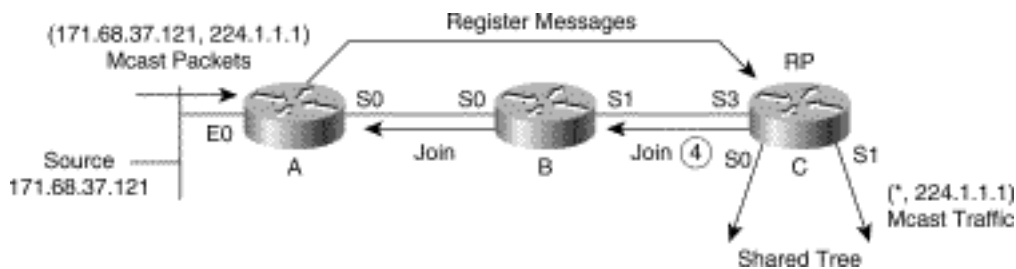 Register Messages
(171.68.37.121, 224.1.1.1)
Mcast Packets
RP
S0
S0
S1
S3
E0
Join
Join
4
S0
S1
A
B
C
Source
171.68.37.121
(*, 224.1.1.1)
Mcast Traffic
Shared Tree